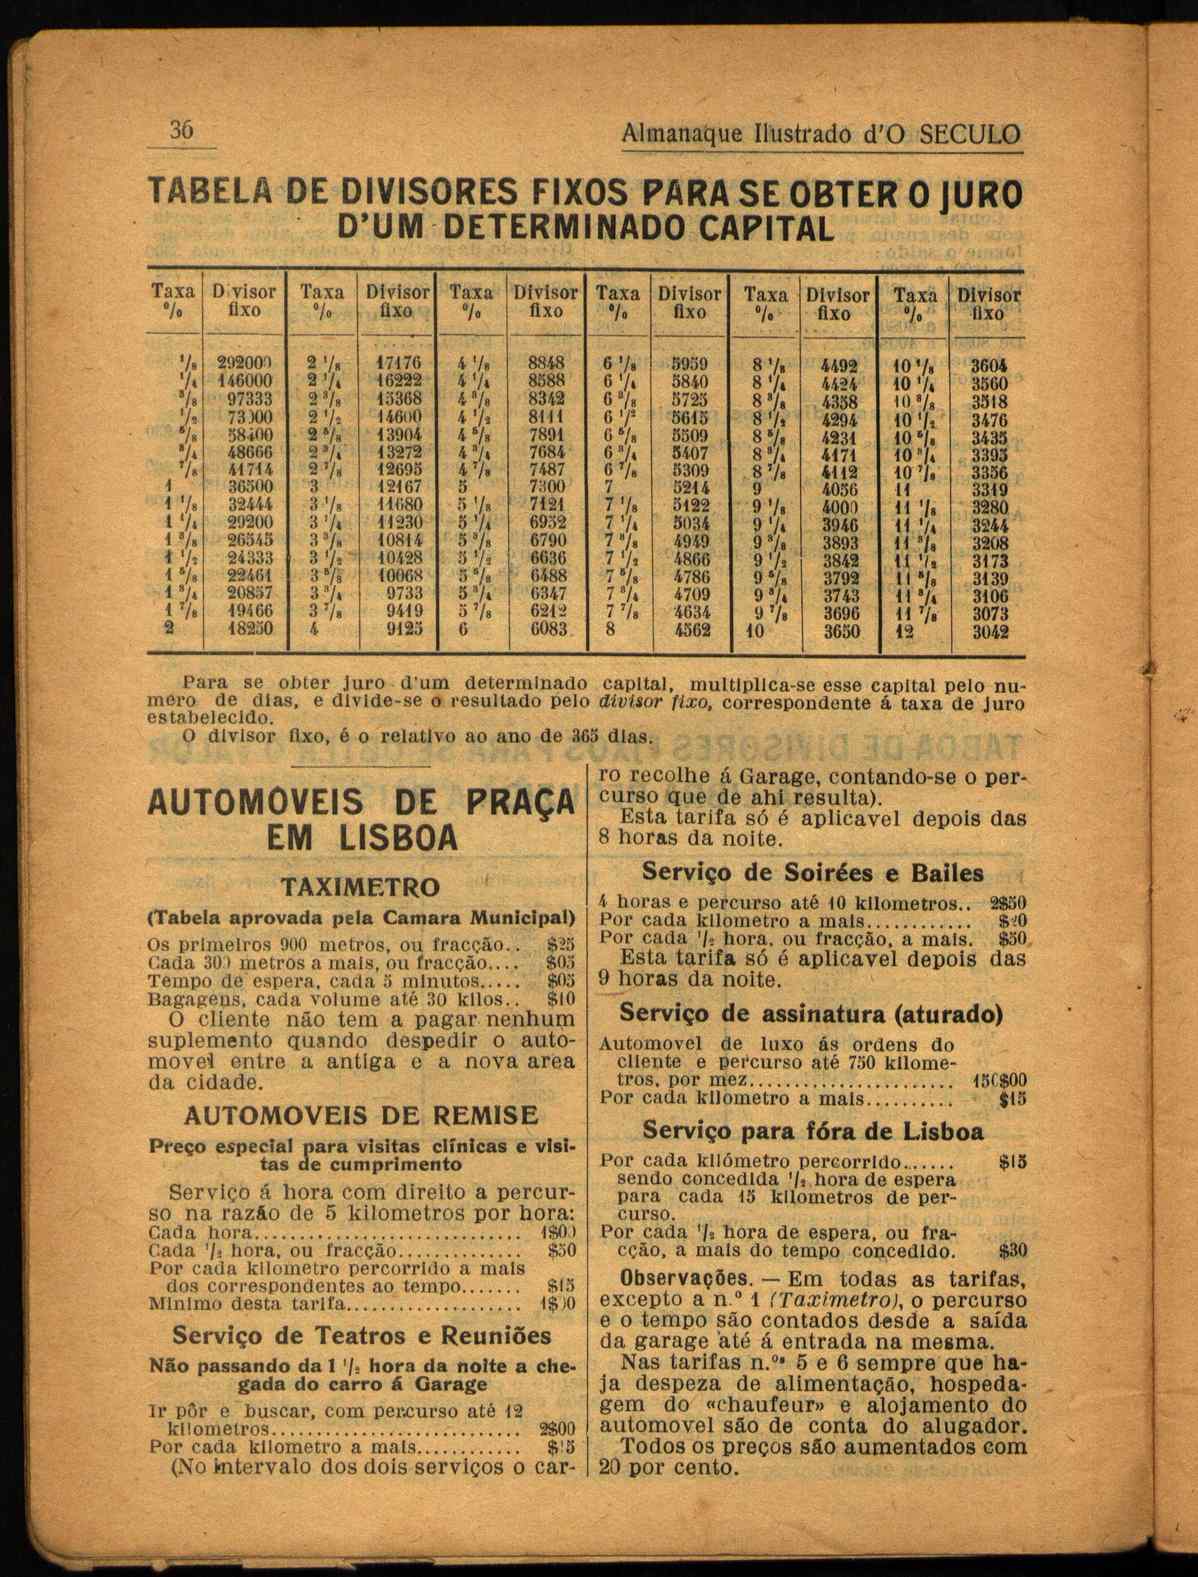 36
Almanaque Ilustrado d'O SECULO
TABELA DE DIVISORES FIXOS PARA SE OBTER O JURO
D'UM DETERMINADO CAPITAL
Taxa % Divisor fixo Taxa % Divisor fixo Taxa % Divisor fixo Taxa % Divisor fixo Taxa % Divisor fixo Taxa % Divisor fixo
1/8 292000 2 1/8 17176 4 1/8 8848 6 1/8 5959 8 1/8 4492 10 1/8 3604
1/4 146000 2 1/4 16222 4 1/4 8588 6 1/4 5840 8 1/4 4424 10 1/4 3560
3/8 97333 2 3/8 15368 4 3/8 8342 6 3/8 5725 8 3/8 4358 10 3/8 3518
1/2 73000 2 1/2 14600 4 1/2 8111 6 1/2 5615 8 1/2 4294 10 1/2 3476
5/8 58400 2 5/8 13904 4 5/8 7891 6 5/8 5509 8 5/8 4231 10 5/8 3435
3/4 48666 2 3/4 13272 4 3/4 7684 6 3/4 5407 8 3/4 4171 10 3/4 3395
7/8 41714 2 7/8 12695 4 7/8 7487 6 7/8 5309 8 7/8 4112 10 7/8 3356
1 36500 3 12167 5 7300 7 5214 9 4056 11 3319
1 1/8 32444 3 1/8 11680 5 1/8 7121 7 1/8 5122 9 1/8 4000 11 1/8 3280
1 1/4 29200 3 1/4 11230 5 1/4 6952 7 1/4 5034 9 1/4 3946 11 1/4 3244
1 3/8 26545 3 3/8 10814 5 3/8 6790 7 3/8 4949 9 3/8 3893 11 3/8 3208
1 1/2 24333 3 1/2 10428 5 1/2 6636 7 1/2 4866 9 1/2 3842 11 1/2 3173
1 5/8 22461 3 5/8 10068 5 5/8 6488 7 5/8 4786 9 5/8 3792 11 5/8 3139
1 3/4 20857 3 3/4 9733 5 3/4 6347 7 3/4 4709 9 3/4 3743 11 3/4 3106
1 7/8 19466 3 7/8 9419 5 7/8 6212 7 7/8 4634 9 7/8 3696 11 7/8 3073
2 18250 4 9125 6 6083 8 4562 10 3650 12 3042
Para se obter juro d'um determinado capital, multiplica-se esse capital pelo nu-
mero de dias, e divide-se o resultado pelo divisor fixo, correspondente á taxa de juro
estabelecido.
O divisor fixo, é o relativo ao ano de 365 dias.
AUTOMOVEIS DE PRAÇA
EM LISBOA
TAXIMETRO
(Tabela aprovada pela Camara Municipal)
Os primeiros 900 metros, ou fracção.. $25
Cada 300 metros a mais, ou fracção.... $05
Tempo de espera, cada 5 minutos..... $05
Bagagens, cada volume até 30 kilos.. $10
O cliente não tem a pagar nenhum
suplemento quando despedir o auto-
movel entre a antiga e a nova area
da cidade.
AUTOMOVEIS DE REMISE
Preço especial para visitas clínicas e visi-
tas de cumprimento
Serviço á hora com direito a percur-
so na razão de 5 kilometros por hora:
Cada hora.............................. 1$00
Cada 1/2 hora, ou fracção.............. $50
Por cada kilometro percorrido a mais
dos correspondentes ao tempo....... $15
Minimo desta tarifa.................... 1$00
Serviço de Teatros e Reuniões
Não passando da 1 1/2 hora da noite a che-
gada do carro á Garage
Ir pôr e buscar, com percurso até 12
kilometros............................ 2$00
Por cada kilometro a mais............ $15
(No intervalo dos dois serviços o car-
ro recolhe á Garage, contando-se o per-
curso que de ahi resulta).
Esta tarifa só é aplicavel depois das
8 horas da noite.
Serviço de Soirées e Bailes
4 horas e percurso até 10 kilometros.. 2$50
Por cada kilometro a mais............ $20
Por cada 1/2 hora, ou fracção, a mais. $50
Esta tarifa só é aplicavel depois das
9 horas da noite.
Serviço de assinatura (aturado)
Automovel de luxo ás ordens do
cliente e percurso até 750 kilome-
tros, por mez....................... 150$00
Por cada kilometro a mais.......... $15
Serviço para fóra de Lisboa
Por cada kilómetro percorrido...... $15
sendo concedida 1/2 hora de espera
para cada 15 kilometros de per-
curso.
Por cada 1/2 hora de espera, ou fra-
cção, a mais do tempo concedido. $30
Observações. — Em todas as tarifas,
excepto a n.º 1 (Taximetro), o percurso
e o tempo são contados desde a saída
da garage até á entrada na mesma.
Nas tarifas n.ºs 5 e 6 sempre que ha-
ja despeza de alimentação, hospeda-
gem do «chaufeur» e alojamento do
automovel são de conta do alugador.
Todos os preços são aumentados com
20 por cento.